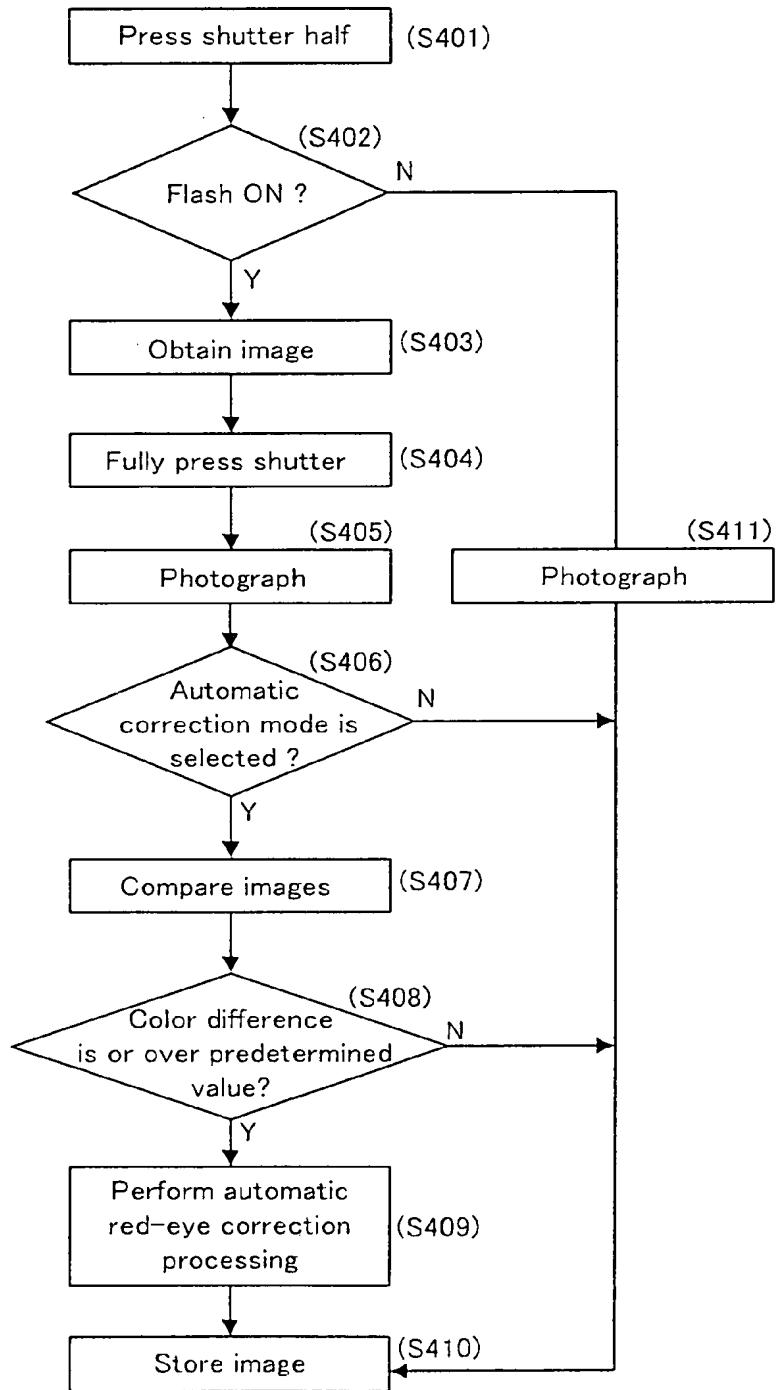 Press shutter half
(S401)
(S402)
Flash ON ?
N
Y
Obtain image
(S403)
Fully press shutter
(S404)
(S405)
Photograph
(S411)
Photograph
(S406)
Automatic
correction mode is
selected ?
N
Y
Compare images
(S407)
(S408)
Color difference
is or over predetermined
value?
N
Y
Perform automatic
red-eye correction
processing
(S409)
Store image
(S410)